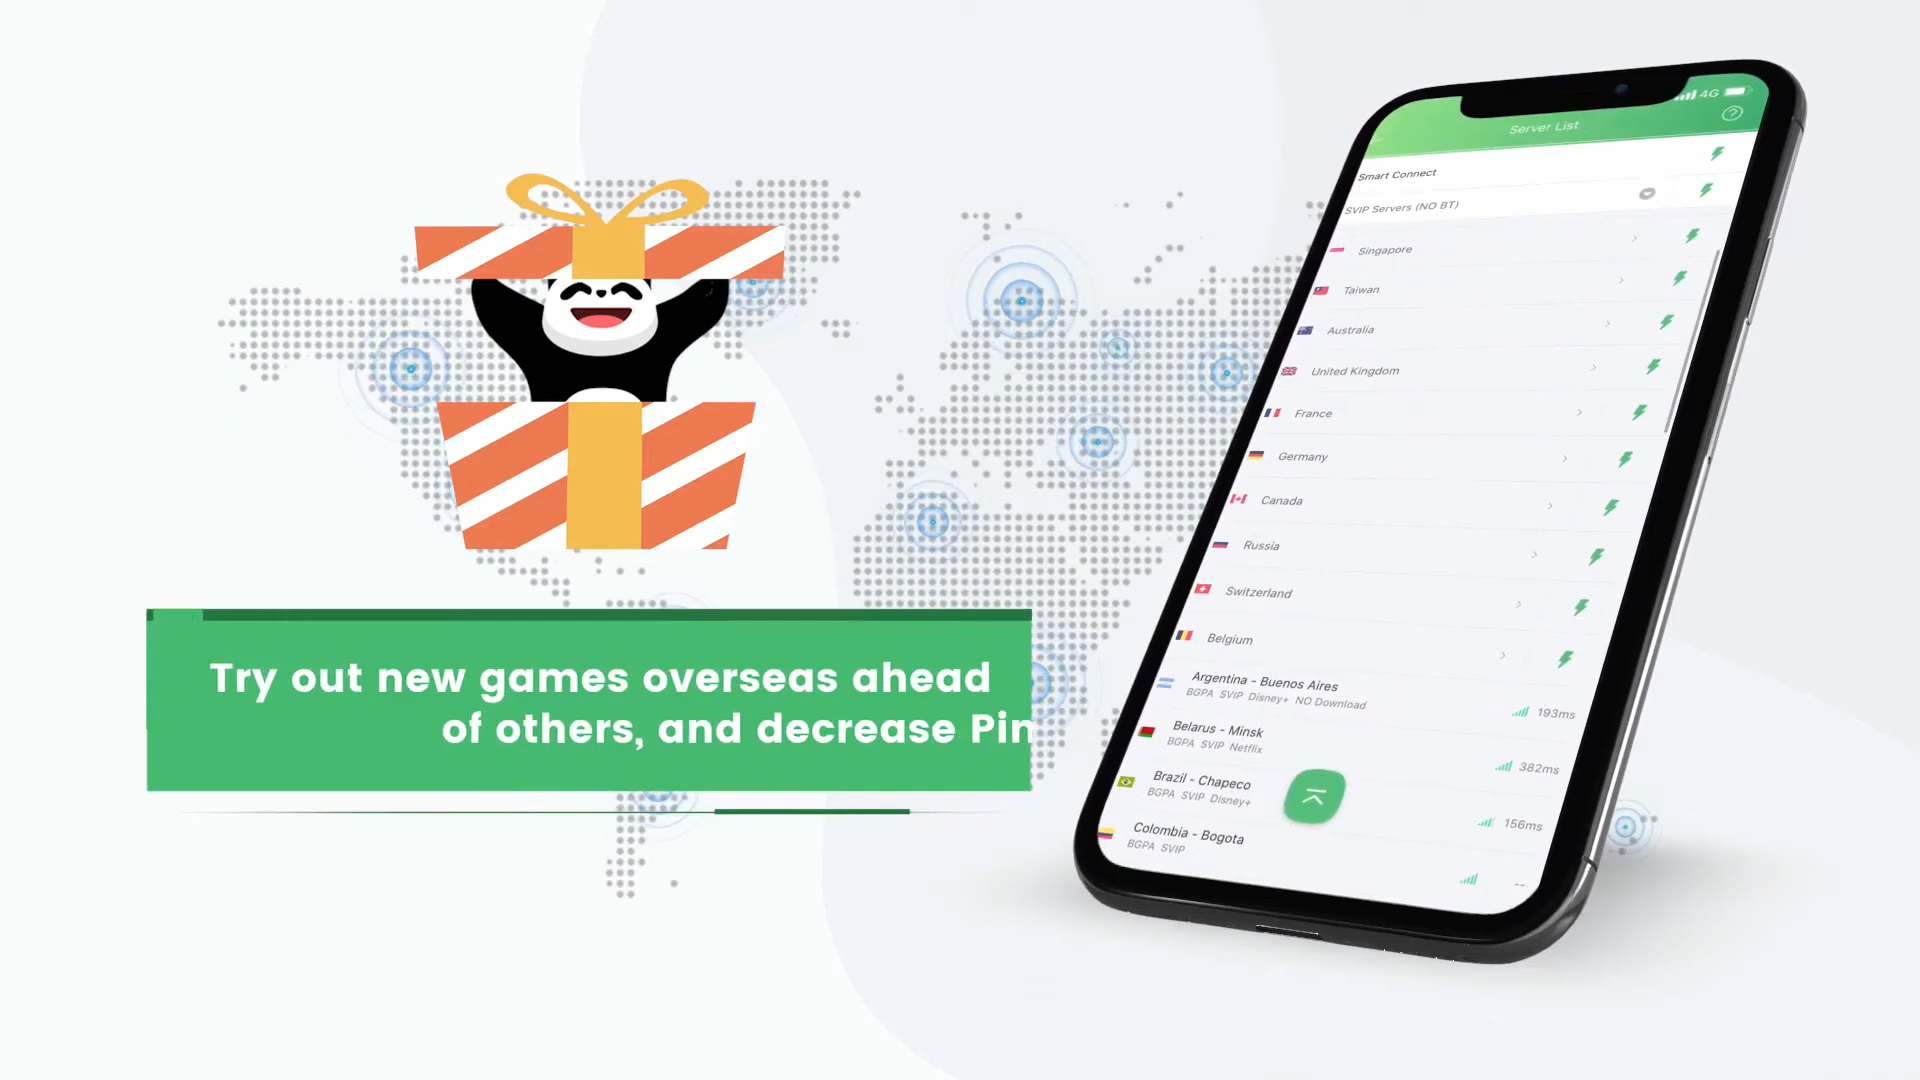 Try out new games overseas ahead
of others, and decrease Pin
4G
Server List
Smart Connect
SVIP Servers (NO BT)
Singapore
Taiwan
Australia
United Kingdom
France
Germany
Canada
Russia
Switzerland
Belgium
Argentina - Buenos Aires
BGPA SVIP Disney+ NO Download
193ms
Belarus - Minsk
BGPA SVIP Netflix
382ms
Brazil - Chapeco
BGPA SVIP Disney+
156ms
Colombia - Bogota
BGPA SVIP
--